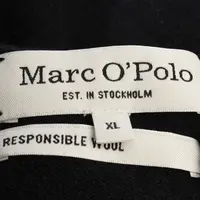 Marc O'Polo
EST. IN STOCKHOLM
XL
RESPONSIBLE WOOL